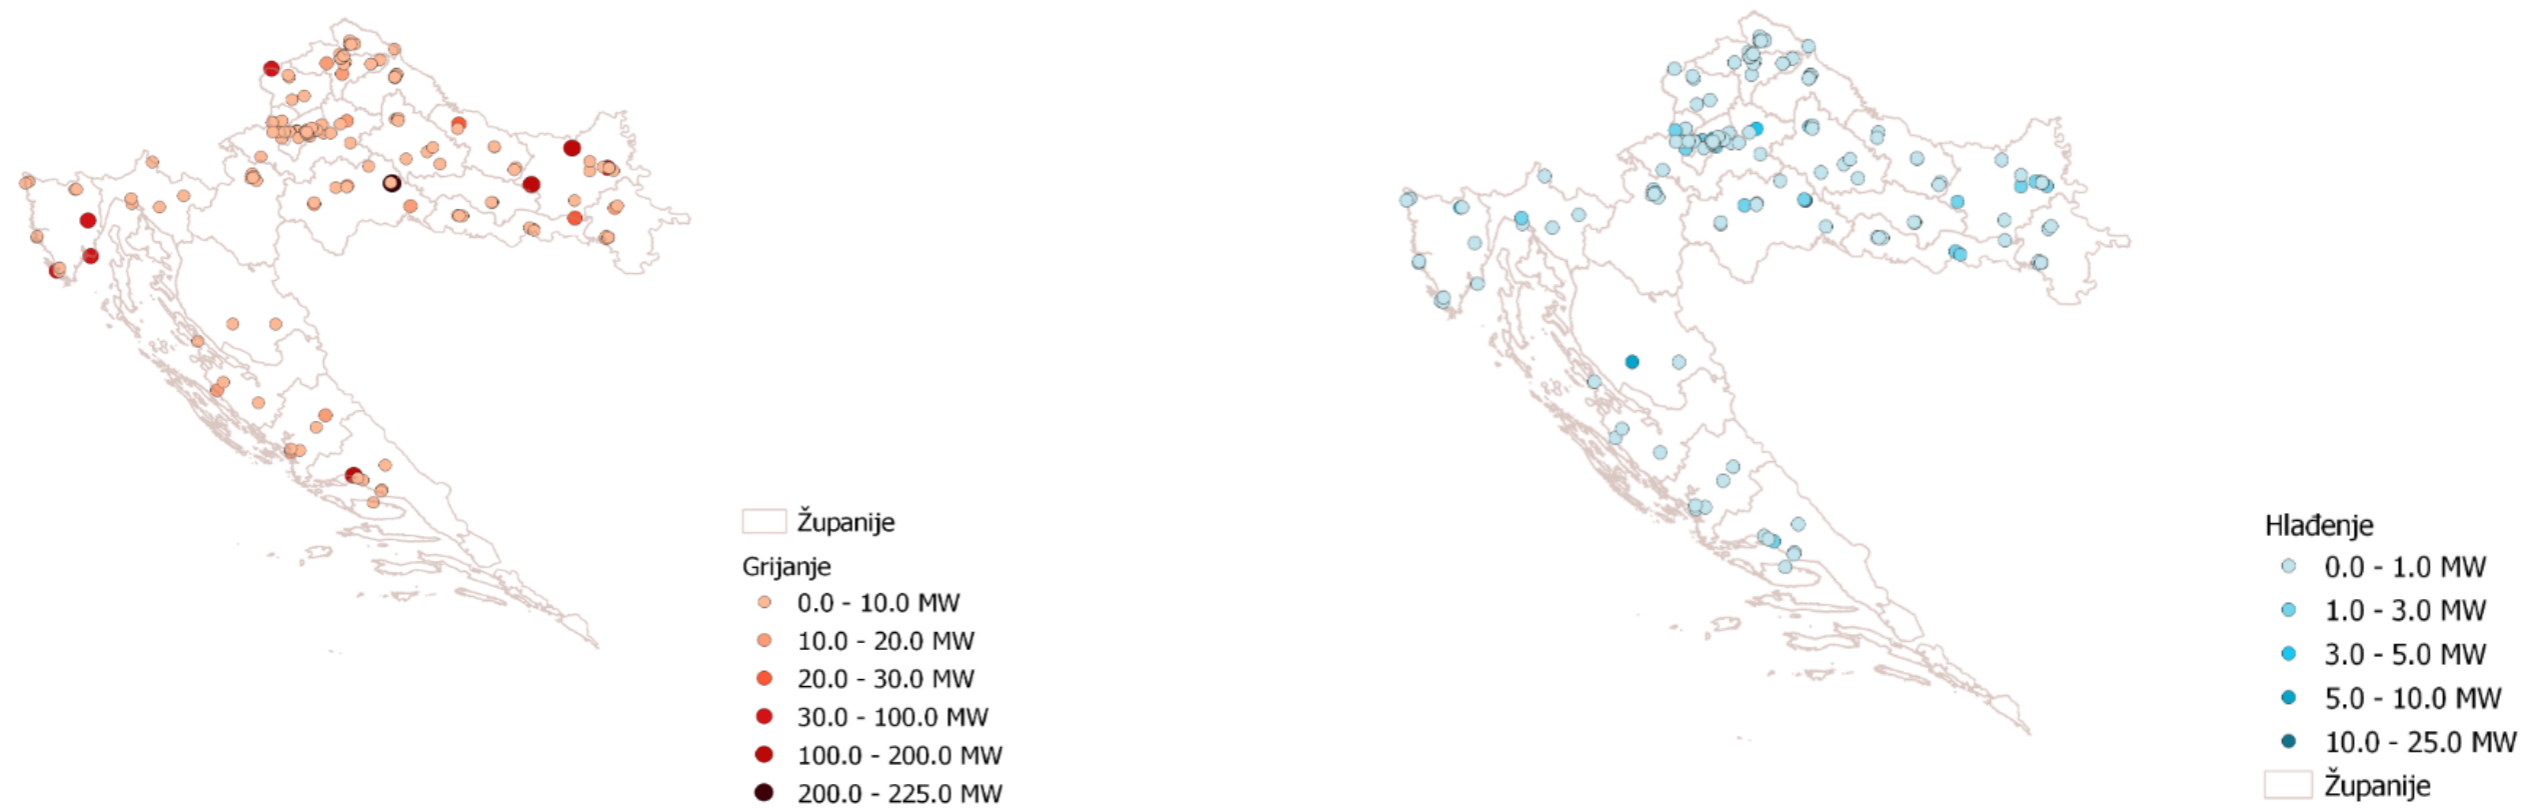 Županije
Grijanje
0.0 - 10.0 MW
10.0 - 20.0 MW
20.0 - 30.0 MW
30.0 - 100.0 MW
100.0 - 200.0 MW
200.0 - 225.0 MW
Hlađenje
0.0 - 1.0 MW
1.0 - 3.0 MW
3.0 - 5.0 MW
5.0 - 10.0 MW
10.0 - 25.0 MW
Županije